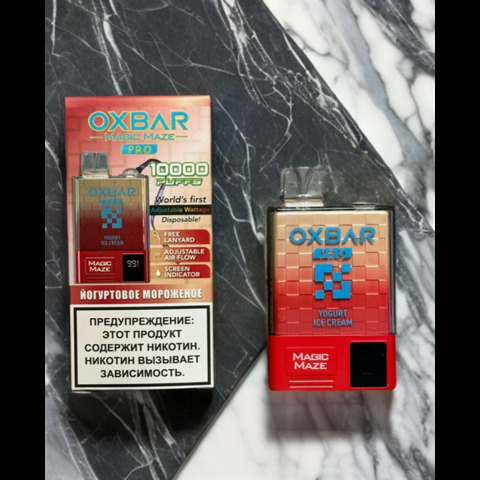 OXBAR
MAGIC MAZE
PRO
10000
PUFFS
World's first
Adjustable Wattage
Disposable!
FREE
LANYARD
ADJUSTABLE
AIR-FLOW
SCREEN
INDICATOR
OXBAR
PRO
YOGURT
ICE CREAM
MAGIC
MAZE
991
ЙОГУРТОВОЕ МОРОЖЕНОЕ
ПРЕДУПРЕЖДЕНИЕ:
ЭТОТ ПРОДУКТ
СОДЕРЖИТ НИКОТИН.
НИКОТИН ВЫЗЫВАЕТ
ЗАВИСИМОСТЬ.
OXBAR
PRO
YOGURT
ICE CREAM
MAGIC
MAZE